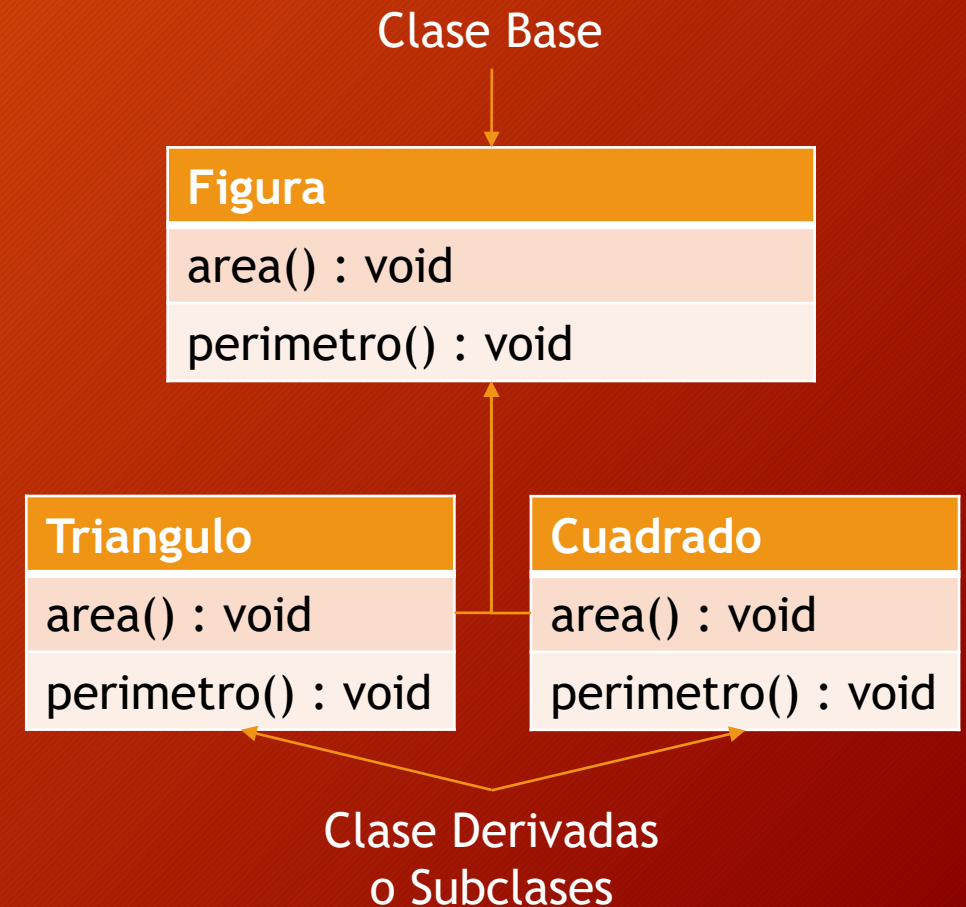 Clase Base
Figura
area() : void
perimetro() : void
Triangulo
area() : void
perimetro() : void
Cuadrado
area() : void
perimetro() : void
Clase Derivadas
o Subclases